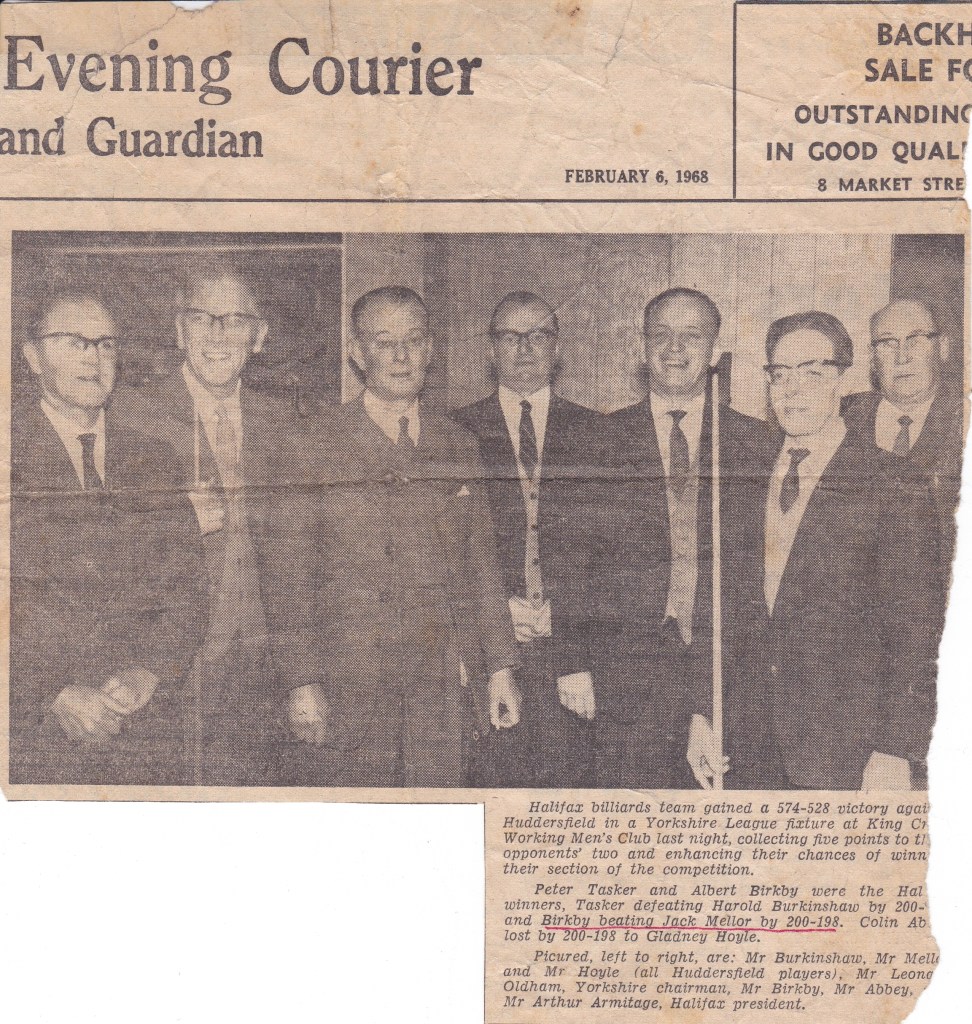 Evening Courier
and Guardian
FEBRUARY 6, 1968
BACKH
SALE FO
OUTSTANDING
IN GOOD QUALI
8 MARKET STRE
Halifax billiards team gained a 574-528 victory agai
Huddersfield in a Yorkshire League fixture at King Cr
Working Men's Club last night, collecting five points to th
opponents' two and enhancing their chances of winn
their section of the competition.
Peter Tasker and Albert Birkby were the Hal
winners, Tasker defeating Harold Burkinshaw by 200-
and Birkby beating Jack Mellor by 200-198. Colin Ab
lost by 200-198 to Gladney Hoyle.
Picured, left to right, are: Mr Burkinshaw, Mr Mello
and Mr Hoyle (all Huddersfield players), Mr Leona
Oldham, Yorkshire chairman, Mr Birkby, Mr Abbey,
Mr Arthur Armitage, Halifax president.